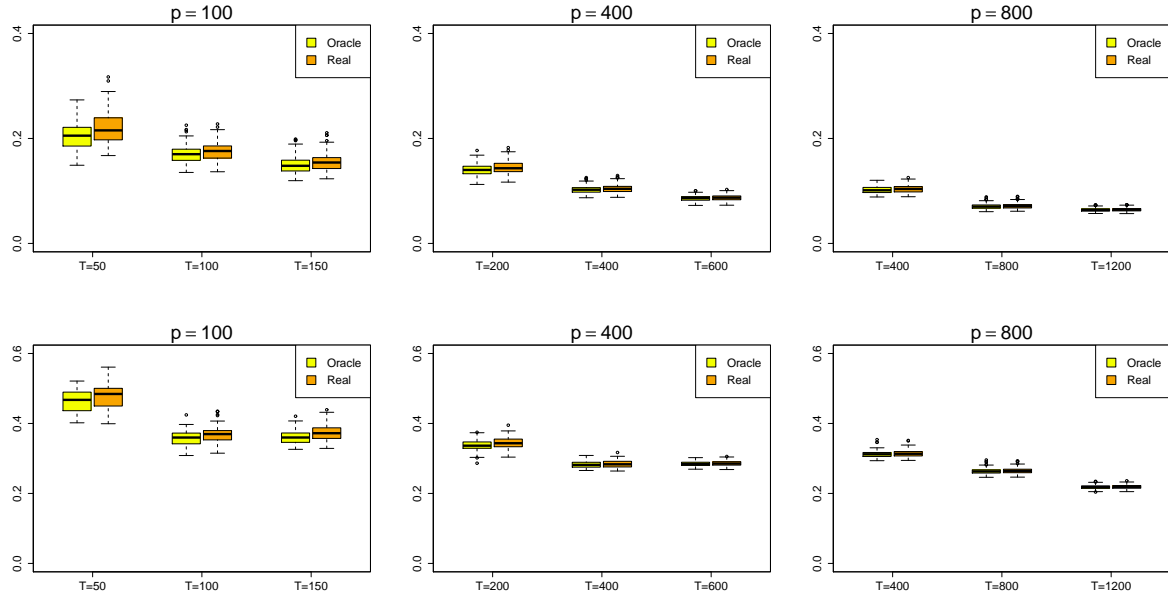 p = 100
0.4
0.2
0.0
Oracle
Real
T=50 T=100 T=150
p = 400
0.4
0.2
0.0
Oracle
Real
T=200 T=400 T=600
p = 800
0.4
0.2
0.0
Oracle
Real
T=400 T=800 T=1200
p = 100
0.6
0.4
0.2
0.0
Oracle
Real
T=50 T=100 T=150
p = 400
0.6
0.4
0.2
0.0
Oracle
Real
T=200 T=400 T=600
p = 800
0.6
0.4
0.2
0.0
Oracle
Real
T=400 T=800 T=1200